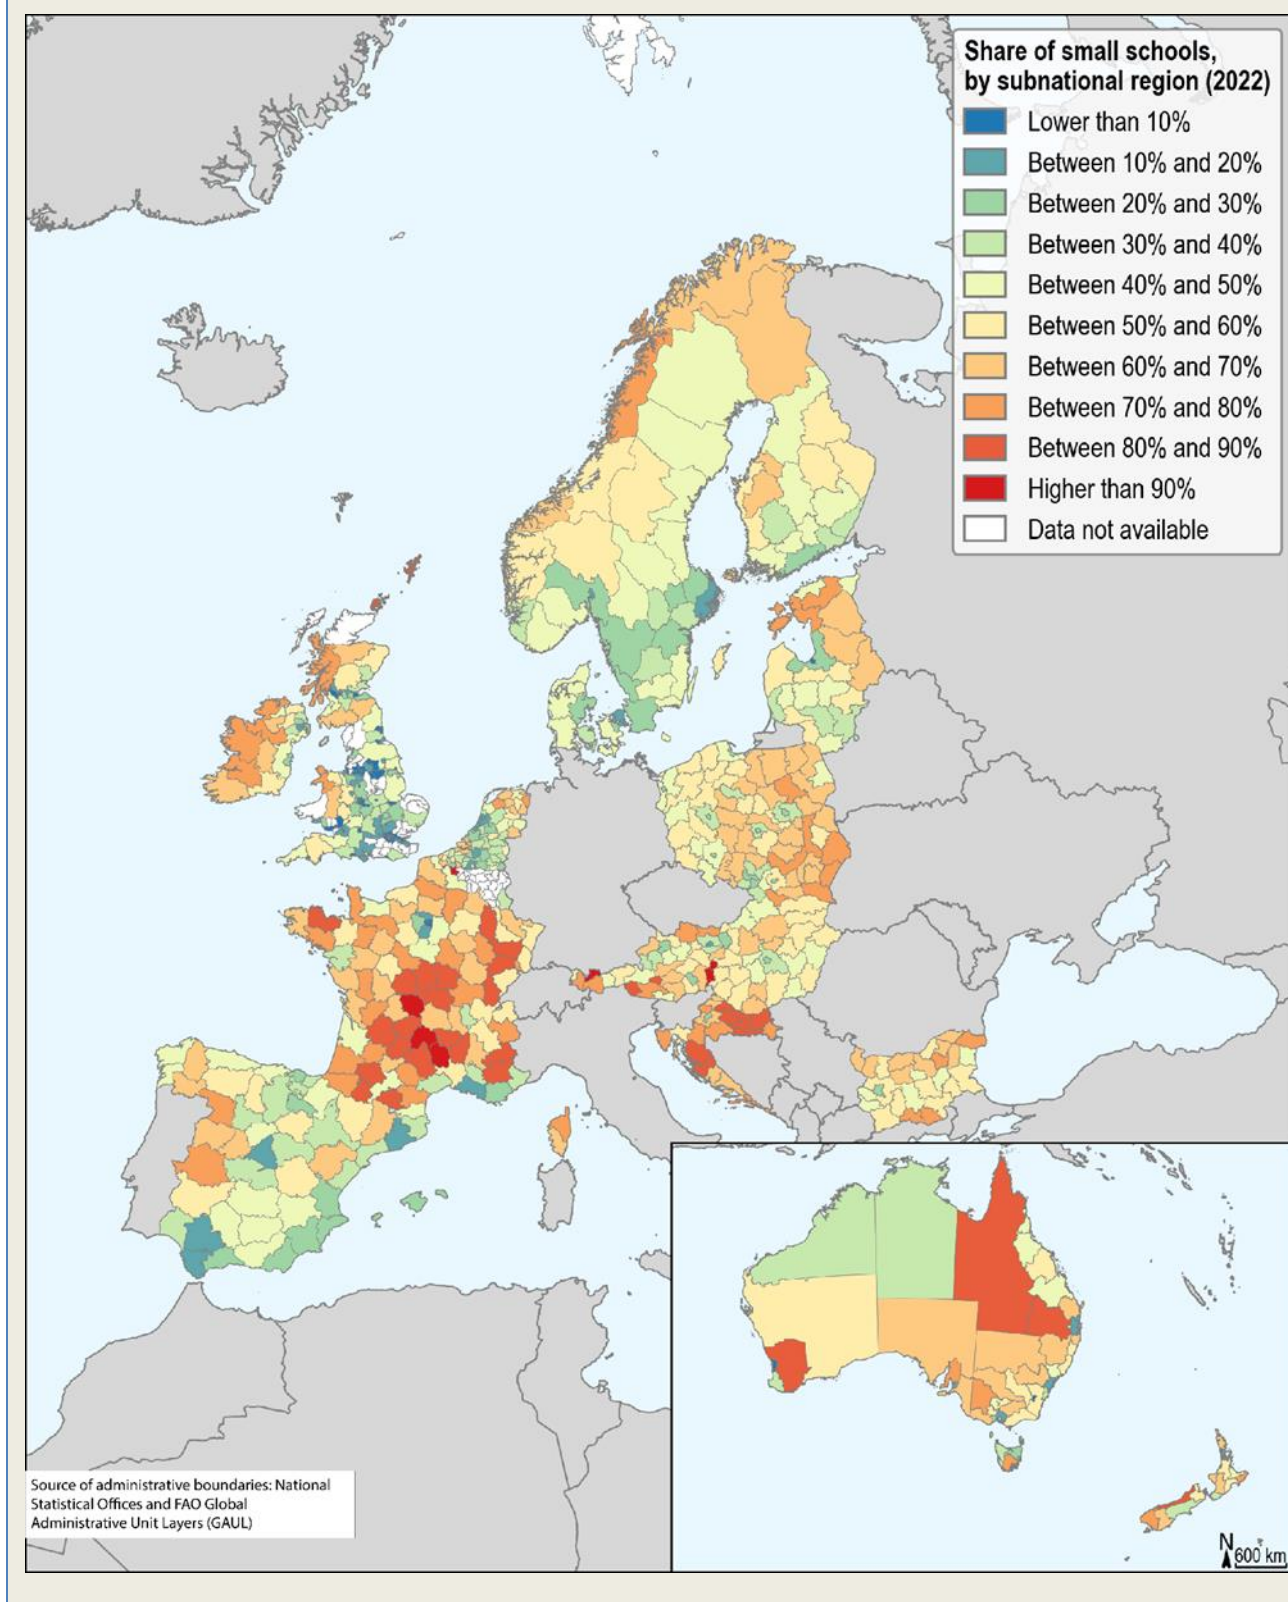 Share of small schools,
by subnational region (2022)
Lower than 10%
Between 10% and 20%
Between 20% and 30%
Between 30% and 40%
Between 40% and 50%
Between 50% and 60%
Between 60% and 70%
Between 70% and 80%
Between 80% and 90%
Higher than 90%
Data not available
Source of administrative boundaries: National
Statistical Offices and FAO Global
Administrative Unit Layers (GAUL)
N
600 km